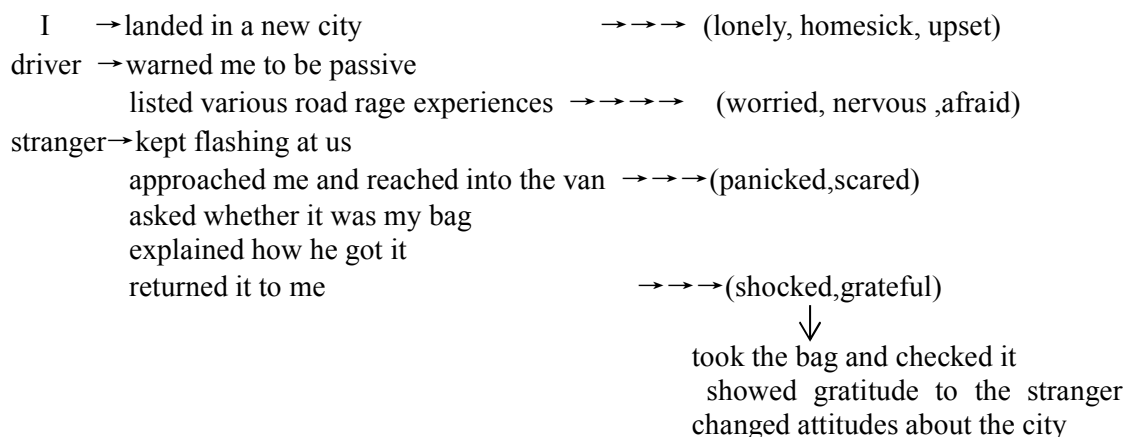 I →landed in a new city →→→ (lonely, homesick, upset)
driver →warned me to be passive
listed various road rage experiences →→→→ (worried, nervous ,afraid)
stranger→kept flashing at us
approached me and reached into the van →→→(panicked,scared)
asked whether it was my bag
explained how he got it
returned it to me →→→(shocked,grateful)
↓
took the bag and checked it
showed gratitude to the stranger
changed attitudes about the city